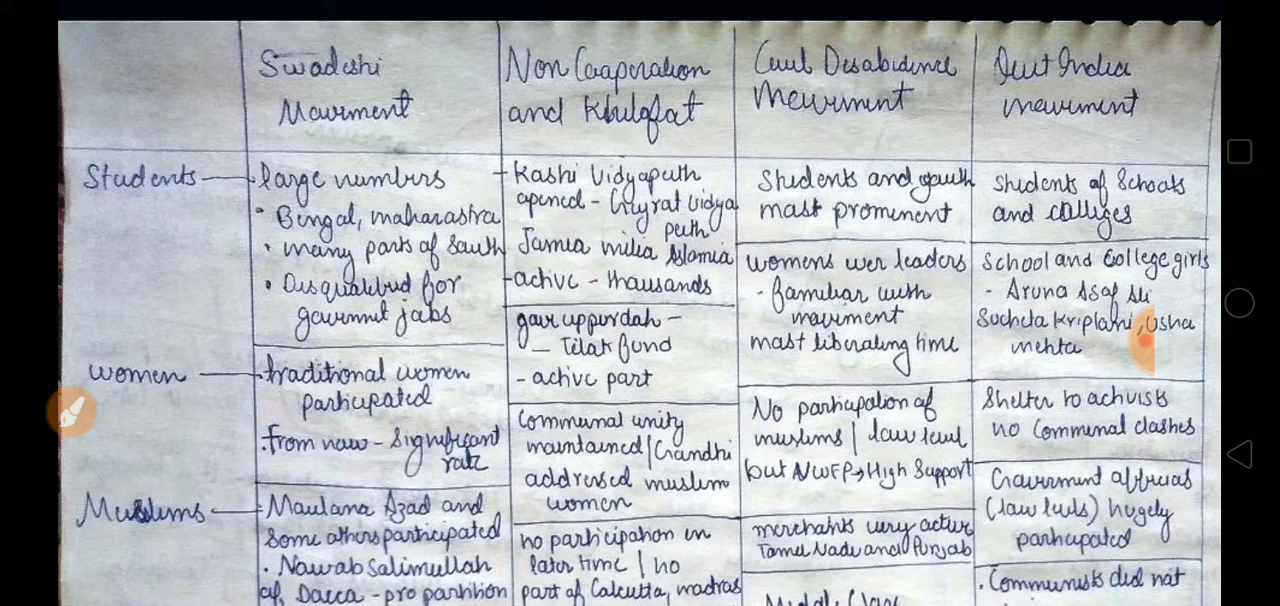 Swadeshi
Movement
Non Cooperation
and Khilafat
Civil Desabidence
Movement
Quit India
movement
Students
large numbers
• Bengal, maharastra
• many parts of South
• Disqualified for
government jobs
Kashi Vidyapeeth
opened - Gujrat Vidya
peeth
Jamia milia Islamia
- active - thousands
Students and youth
most prominent
Students of Schools
and colleges
women
traditional women
participated
. From now - significant
role
gave up purdah -
- Tilak fund
- active part
womens wer leaders
- familiar with
movement
most liberating time
School and College girls
- Aruna Asaf Ali
Sucheta Kriplani, Usha
mehta
Muslims
Maulana Azad and
Some others participated
. Nawab Salimullah
of Dacca - pro partition
Communal unity
maintained / Gandhi
addressed muslim
women
No participation of
muslims / low level
but NWFP → High Support
Shelter to activists
no Communal clashes
no participation in
later time / no
part of Calcutta, madras
merchants very active
Tamil Nadu and Punjab
Government officials
(low levels) hugely
participated
Middle Class
. Communists did not